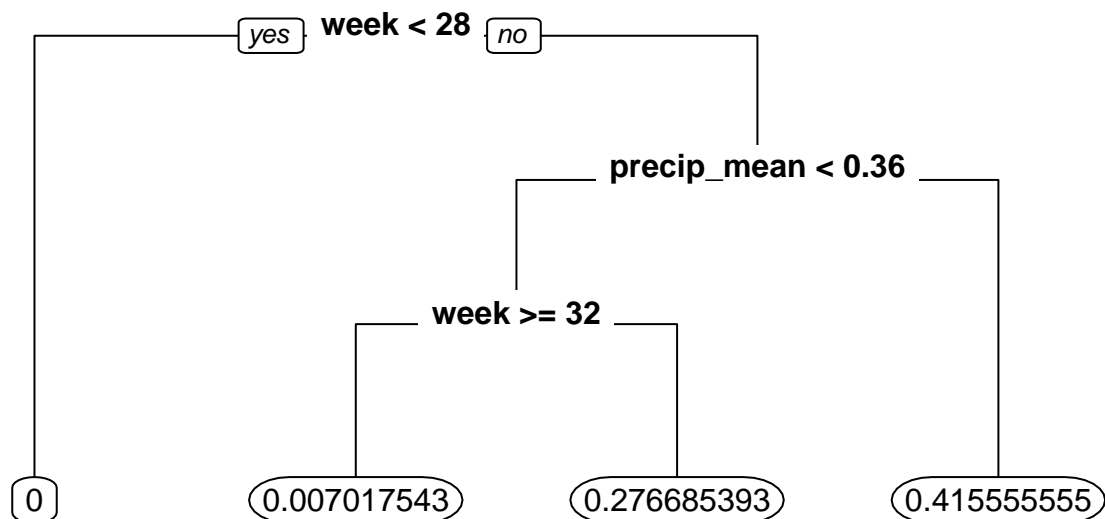 yes week < 28 no
precip_mean < 0.36
week >= 32
0 0.007017543 0.276685393 0.415555555